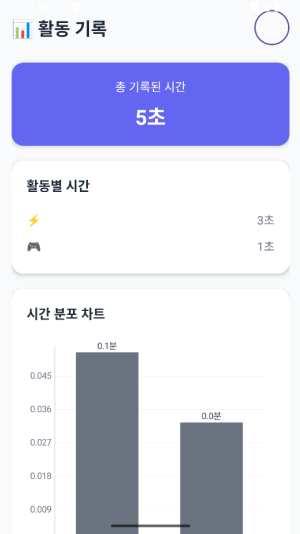 📊 활동 기록
총 기록된 시간
5초
활동별 시간
⚡ 3초
🎮 1초
시간 분포 차트
0.1분
0.045
0.036
0.0분
0.027
0.018
0.009